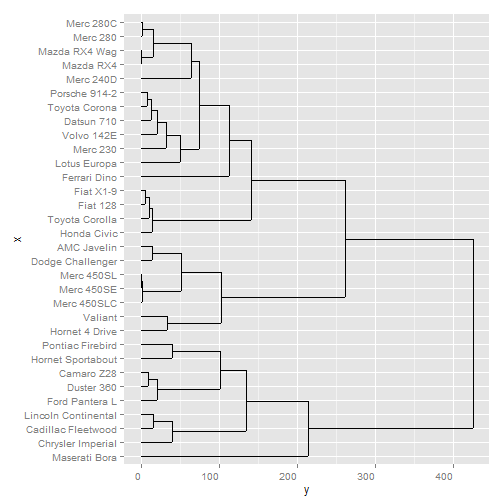 Merc 280C
Merc 280
Mazda RX4 Wag
Mazda RX4
Merc 240D
Porsche 914-2
Toyota Corona
Datsun 710
Volvo 142E
Merc 230
Lotus Europa
Ferrari Dino
Fiat X1-9
Fiat 128
Toyota Corolla
Honda Civic
AMC Javelin
Dodge Challenger
Merc 450SL
Merc 450SE
Merc 450SLC
Valiant
Hornet 4 Drive
Pontiac Firebird
Hornet Sportabout
Camaro Z28
Duster 360
Ford Pantera L
Lincoln Continental
Cadillac Fleetwood
Chrysler Imperial
Maserati Bora
x
0 100 200 300 400
y